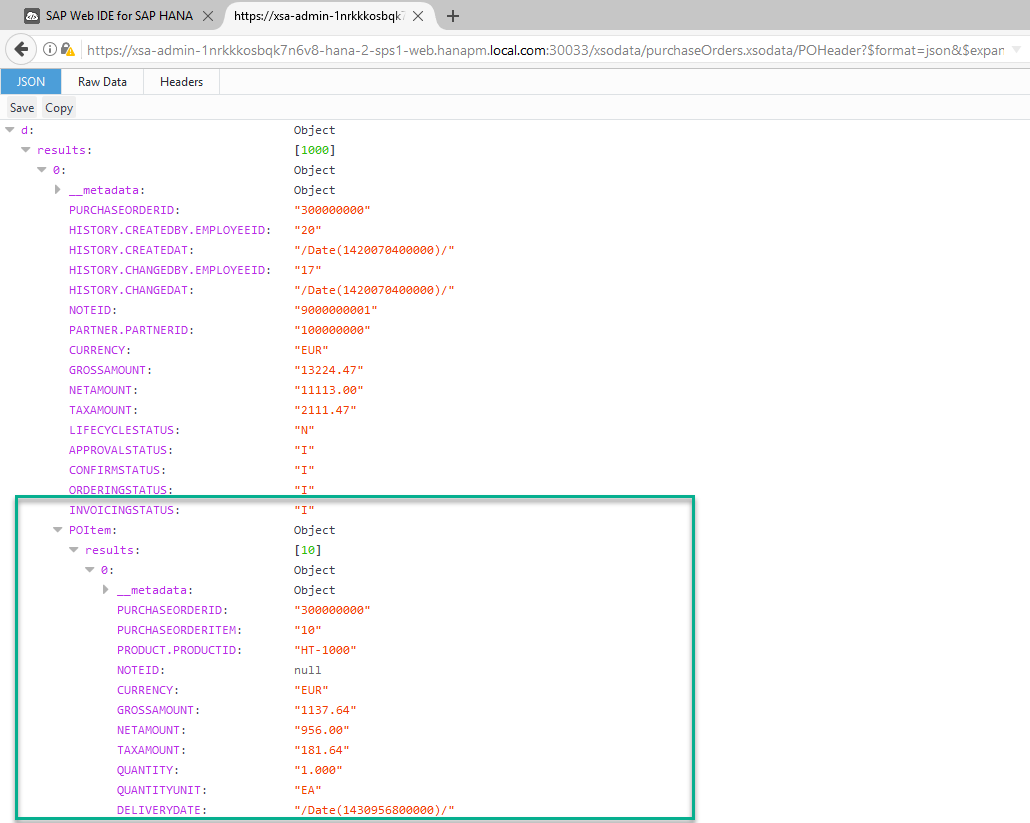 SAP Web IDE for SAP HANA
https://xsa-admin-1nrkkkosbqk7
https://xsa-admin-1nrkkkosbqk7n6v8-hana-2-sps1-web.hanapm.local.com:30033/xsodata/purchaseOrders.xsodata/POHeader?$format=json&$expan
JSON Raw Data Headers
Save Copy
d: Object
results: [1000]
0: Object
__metadata: Object
PURCHASEORDERID: "300000000"
HISTORY.CREATEDBY.EMPLOYEEID: "20"
HISTORY.CREATEDAT: "/Date(1420070400000)/"
HISTORY.CHANGEDBY.EMPLOYEEID: "17"
HISTORY.CHANGEDAT: "/Date(1420070400000)/"
NOTEID: "9000000001"
PARTNER.PARTNERID: "100000000"
CURRENCY: "EUR"
GROSSAMOUNT: "13224.47"
NETAMOUNT: "11113.00"
TAXAMOUNT: "2111.47"
LIFECYCLESTATUS: "N"
APPROVALSTATUS: "I"
CONFIRMSTATUS: "I"
ORDERINGSTATUS: "I"
INVOICINGSTATUS: "I"
POItem: Object
results: [10]
0: Object
__metadata: Object
PURCHASEORDERID: "300000000"
PURCHASEORDERITEM: "10"
PRODUCT.PRODUCTID: "HT-1000"
NOTEID: null
CURRENCY: "EUR"
GROSSAMOUNT: "1137.64"
NETAMOUNT: "956.00"
TAXAMOUNT: "181.64"
QUANTITY: "1.000"
QUANTITYUNIT: "EA"
DELIVERYDATE: "/Date(1430956800000)/"